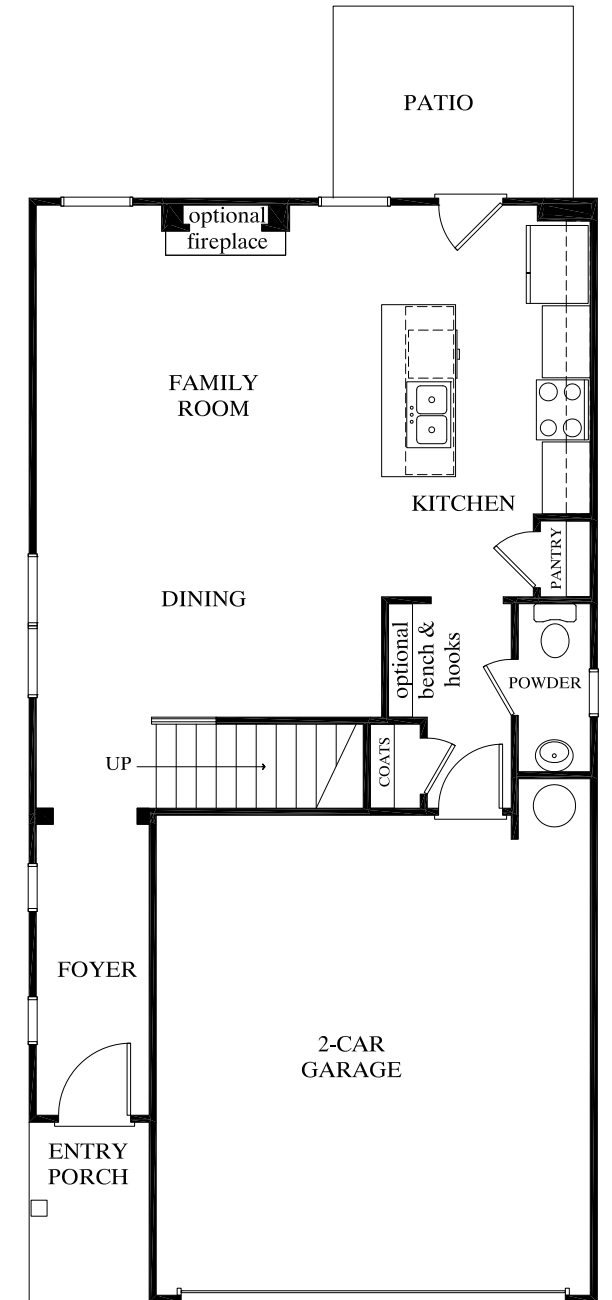 PATIO
optional
fireplace
FAMILY
ROOM
KITCHEN
PANTRY
DINING
optional
bench &
hooks
POWDER
UP
COATS
FOYER
2-CAR
GARAGE
ENTRY
PORCH